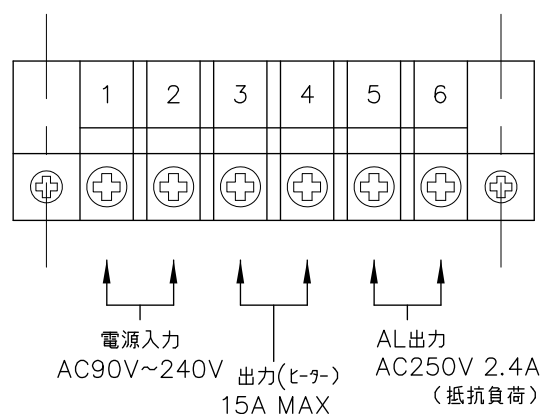 1 2 3 4 5 6
電源入力
AC90V~240V
出力(ヒーター)
15A MAX
AL出力
AC250V 2.4A
(抵抗負荷)